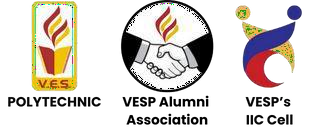 V.E.S.
POLYTECHNIC
VESP Alumni
Association
VESP's
IIC Cell